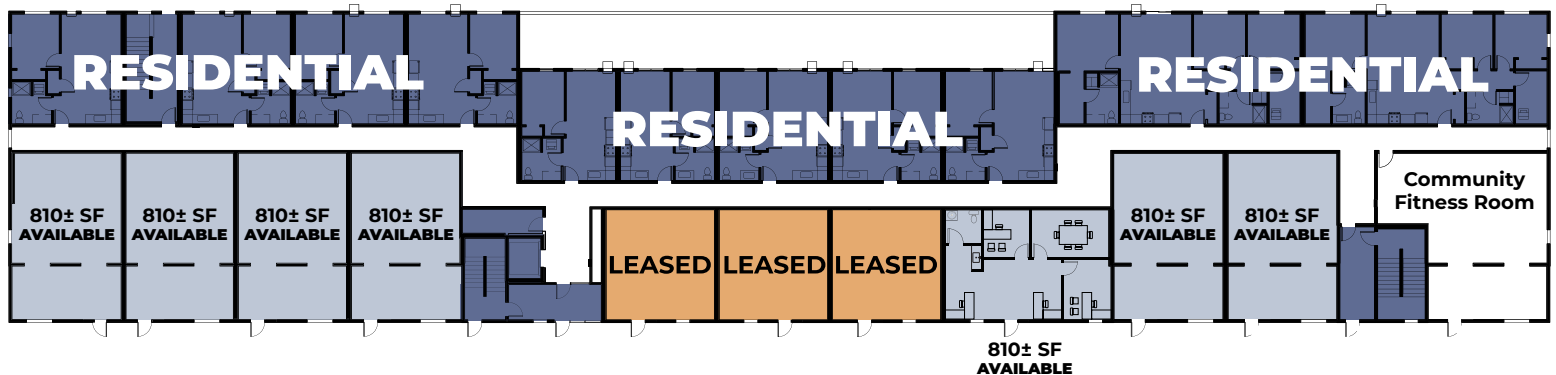 RESIDENTIAL
RESIDENTIAL
RESIDENTIAL
810± SF
AVAILABLE
810± SF
AVAILABLE
810± SF
AVAILABLE
810± SF
AVAILABLE
LEASED
LEASED
LEASED
810± SF
AVAILABLE
810± SF
AVAILABLE
810± SF
AVAILABLE
Community
Fitness Room